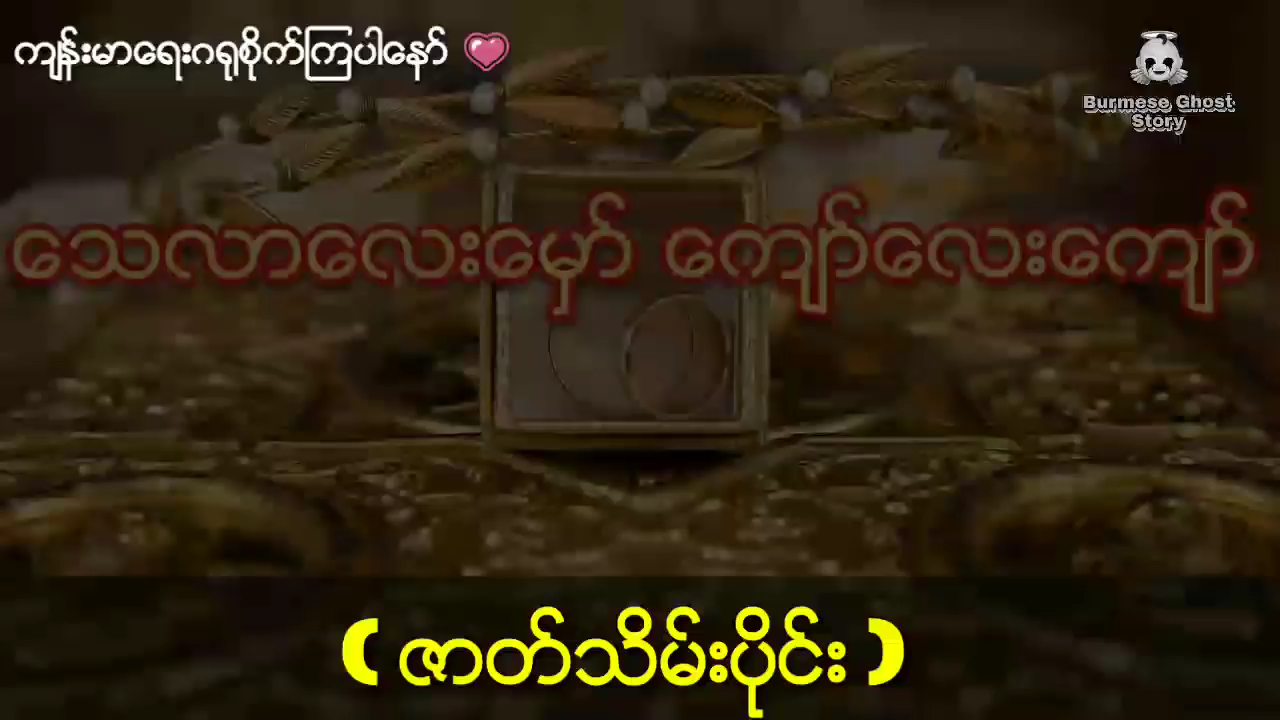 ကျန်းမာရေးဂရုစိုက်ကြပါနော် 💗
Burmese Ghost
Story
သေလာလေးမှော် ကျော်လေးကျော်
( ဇာတ်သိမ်းပိုင်း )